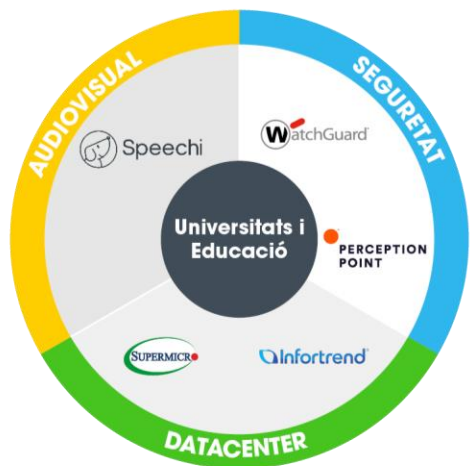 AUDIOVISUAL
SEGURETAT
Speechi
WatchGuard
Universitats i
Educació
PERCEPTION
POINT
SUPERMICRO
Infortrend
DATACENTER